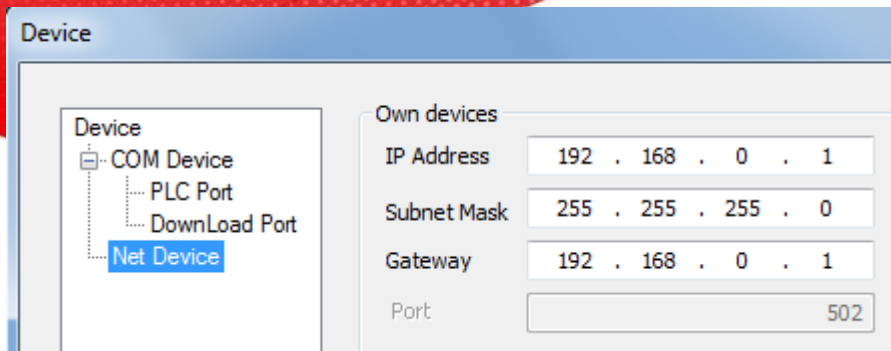 Device
Device
COM Device
PLC Port
DownLoad Port
Net Device
Own devices
IP Address 192 . 168 . 0 . 1
Subnet Mask 255 . 255 . 255 . 0
Gateway 192 . 168 . 0 . 1
Port 502